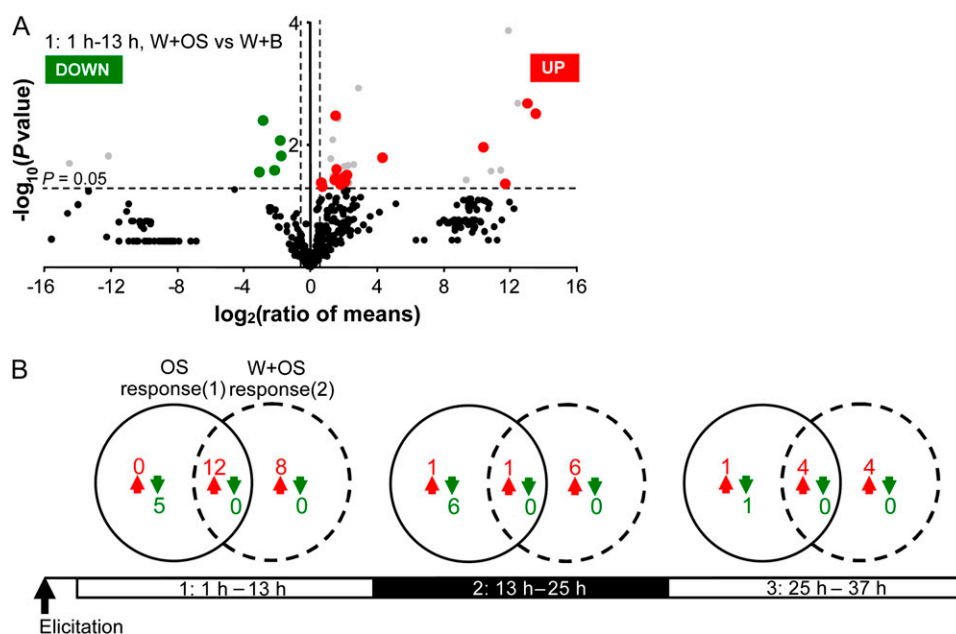 A
1: 1 h-13 h, W+OS vs W+B
DOWN
UP
4
2
P = 0.05
-log10(P value)
-16 -12 -8 -4 0 4 8 12 16
log2(ratio of means)
B
OS response(1)
W+OS response(2)
0 5 12 0 8 0
1 6 1 0 6 0
1 1 4 0 4 0
1: 1 h – 13 h
2: 13 h–25 h
3: 25 h– 37 h
Elicitation